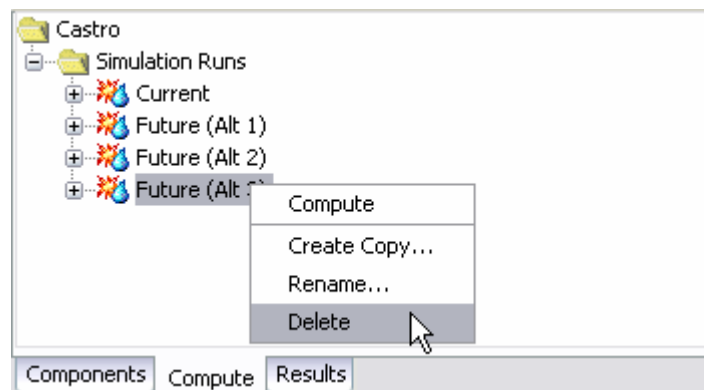 Castro
Simulation Runs
Current
Future (Alt 1)
Future (Alt 2)
Future (Alt
Compute
Create Copy...
Rename...
Delete
Components Compute Results